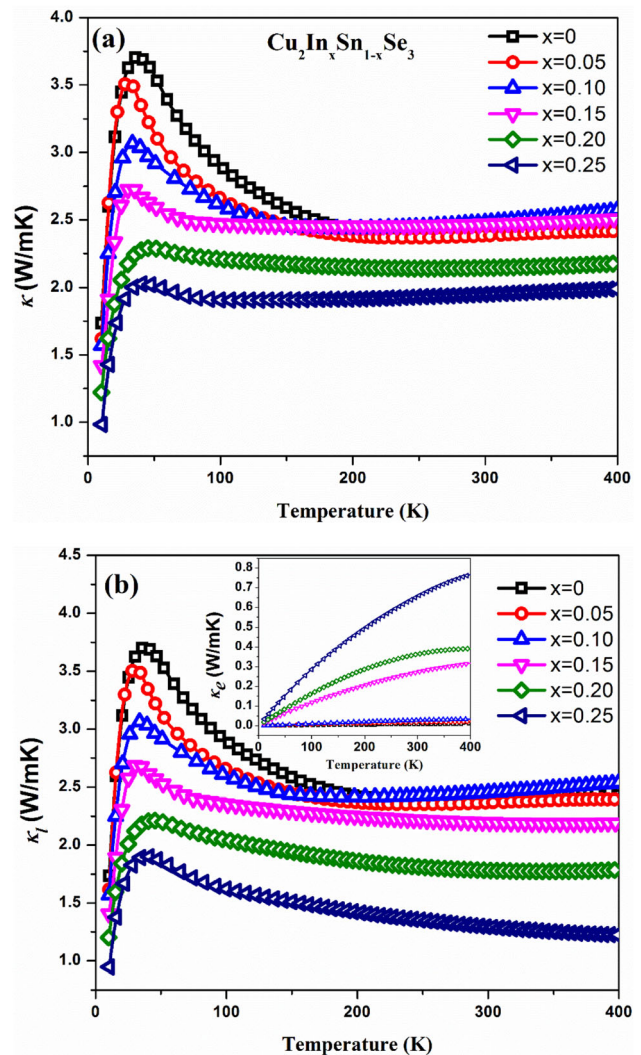 (a)
Cu₂InₓSn₁₋ₓSe₃
x=0
x=0.05
x=0.10
x=0.15
x=0.20
x=0.25
4.0
3.5
3.0
2.5
2.0
1.5
1.0
κ (W/mK)
0 100 200 300 400
Temperature (K)
(b)
x=0
x=0.05
x=0.10
x=0.15
x=0.20
x=0.25
4.5
4.0
3.5
3.0
2.5
2.0
1.5
1.0
κₗ (W/mK)
0.8
0.7
0.6
0.5
0.4
0.3
0.2
0.1
0.0
κₑ (W/mK)
0 100 200 300 400
Temperature (K)
0 100 200 300 400
Temperature (K)